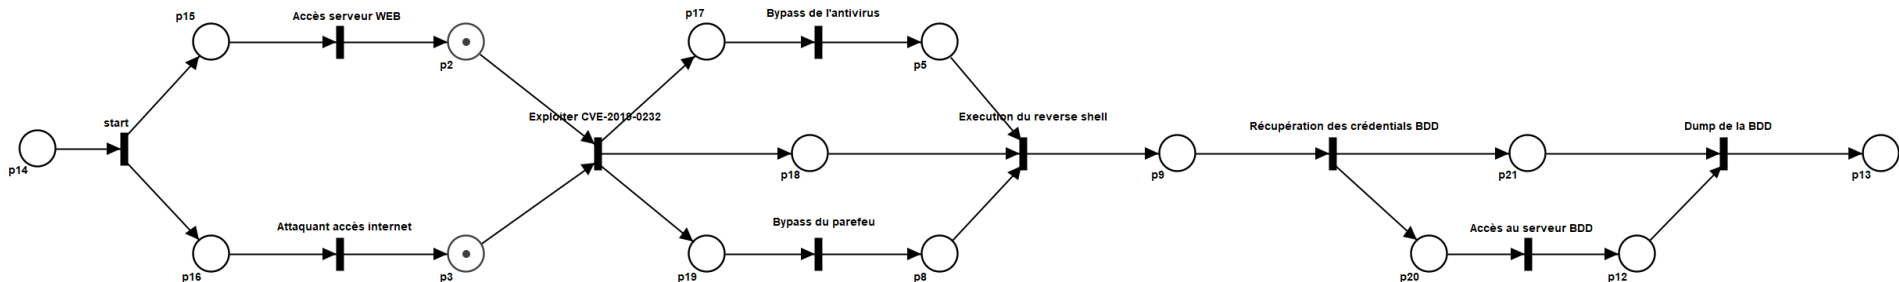 p15
Accès serveur WEB
p2
p17
Bypass de l'antivirus
p5
start
p14
Exploiter CVE-2019-0232
p18
Execution du reverse shell
p9
Récupération des crédentials BDD
p21
Dump de la BDD
p13
p16
Attaquant accès internet
p3
p19
Bypass du parefeu
p8
p20
Accès au serveur BDD
p12